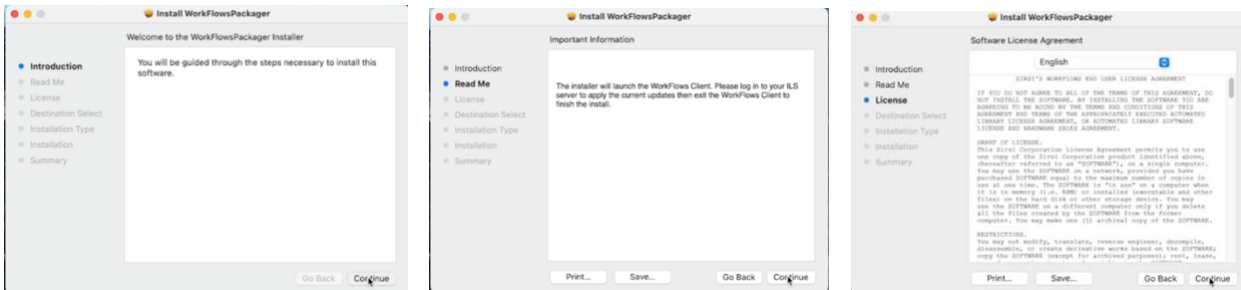 Install WorkFlowsPackager
Welcome to the WorkFlowsPackager Installer
Introduction
Read Me
License
Destination Select
Installation Type
Installation
Summary
You will be guided through the steps necessary to install this
software.
Go Back
Continue
Install WorkFlowsPackager
Important Information
Introduction
Read Me
License
Destination Select
Installation Type
Installation
Summary
The installer will launch the WorkFlows Client. Please log in to your ILS
server to apply the current updates then exit the WorkFlows Client to
finish the install.
Print...
Save...
Go Back
Continue
Install WorkFlowsPackager
Software License Agreement
Introduction
Read Me
License
Destination Select
Installation Type
Installation
Summary
English
SIRSI'S WORKFLOWS END USER LICENSE AGREEMENT
IF YOU DO NOT AGREE TO ALL OF THE TERMS OF THIS AGREEMENT, DO
NOT INSTALL THE SOFTWARE. BY INSTALLING THE SOFTWARE YOU ARE
AGREEING TO BE BOUND BY THE TERMS AND CONDITIONS OF THIS
AGREEMENT AND TERMS OF THE APPROPRIATELY EXECUTED AUTOMATED
LIBRARY LICENSE AGREEMENT, OR AUTOMATED LIBRARY SOFTWARE
LICENSE AND HARDWARE SALES AGREEMENT.
GRANT OF LICENSE.
This Sirsi Corporation License Agreement permits you to use
one copy of the Sirsi Corporation product identified above,
(hereafter referred to as "SOFTWARE"), on a single computer.
You may use the SOFTWARE on a network, provided you have
purchased SOFTWARE equal to the maximum number of copies in
use at one time. The SOFTWARE is "in use" on a computer when
it is in memory (i.e. RAM) or installed (executable and other
files) on the hard disk or other storage device. You may
use the SOFTWARE on a different computer only if you delete
all the files created by the SOFTWARE from the former
computer. You may make one (1) archival copy of the SOFTWARE.
RESTRICTIONS.
You may not modify, translate, reverse engineer, decompile,
disassemble, or create derivative works based on the SOFTWARE;
copy the SOFTWARE (except for archived purposes); rent, lease,
Print...
Save...
Go Back
Continue